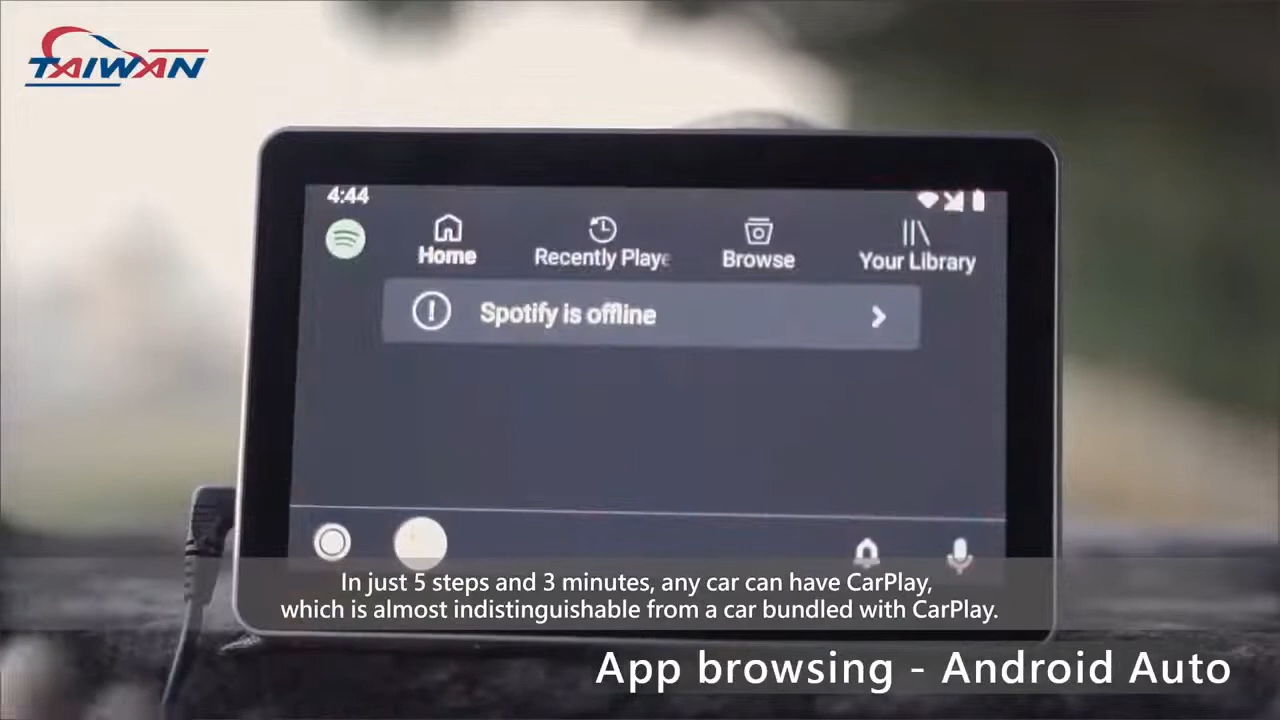 TAIWAN
4:44
Home
Recently Playe
Browse
Your Library
Spotify is offline
In just 5 steps and 3 minutes, any car can have CarPlay,
which is almost indistinguishable from a car bundled with CarPlay.
App browsing - Android Auto